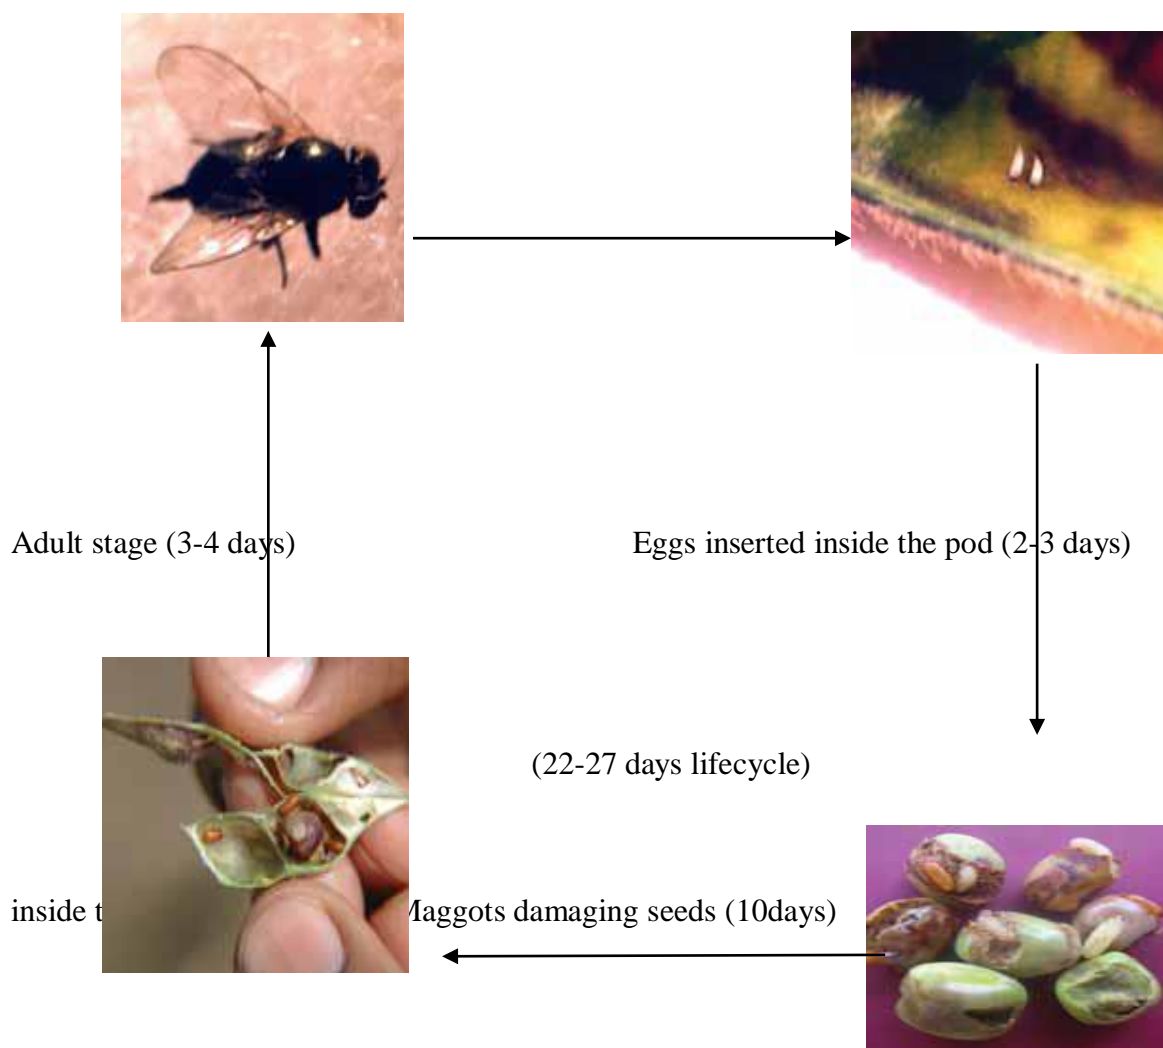 Adult stage (3-4 days) Eggs inserted inside the pod (2-3 days)
(22-27 days lifecycle)
inside Maggots damaging seeds (10days)